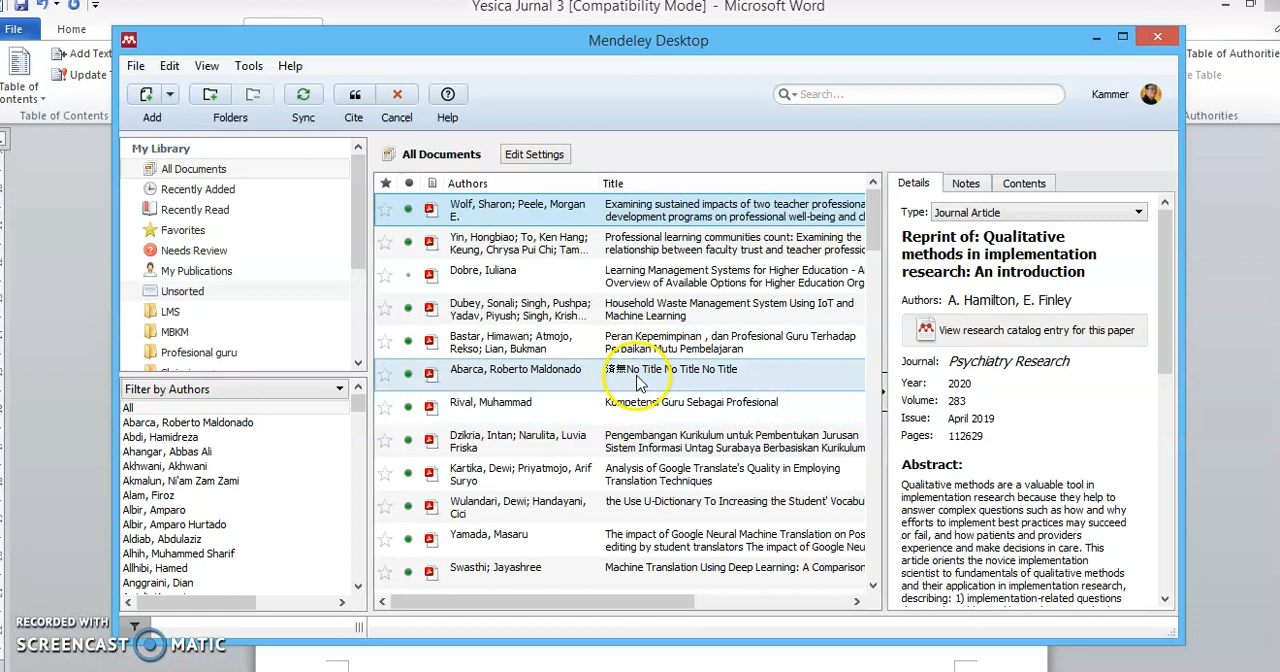 Yesica Jurnal 3 [Compatibility Mode] - Microsoft Word
File
Home
Add Text
Update T
Table of
Contents
Table of Contents
Table of Authorities
Table
Authorities
Mendeley Desktop
File Edit View Tools Help
Search...
Kammer
Add Folders Sync Cite Cancel Help
My Library
All Documents
Recently Added
Recently Read
Favorites
Needs Review
My Publications
Unsorted
LMS
MBKM
Profesional guru
Filter by Authors
All
Abarca, Roberto Maldonado
Abdi, Hamidreza
Ahangar, Abbas Ali
Akhwani, Akhwani
Akmalun, Ni'am Zam Zami
Alam, Firoz
Albir, Amparo
Albir, Amparo Hurtado
Aldiab, Abdulaziz
Alhih, Muhammed Sharif
Allhibi, Hamed
Anggraini, Dian
All Documents
Edit Settings
Authors Title
Wolf, Sharon; Peele, Morgan
E.
Examining sustained impacts of two teacher professiona
development programs on professional well-being and cl
Yin, Hongbiao; To, Ken Hang;
Keung, Chrysa Pui Chi; Tam...
Professional learning communities count: Examining the
relationship between faculty trust and teacher professio
Dobre, Iuliana
Learning Management Systems for Higher Education - A
Overview of Available Options for Higher Education Org
Dubey, Sonali; Singh, Pushpa;
Yadav, Piyush; Singh, Krish...
Household Waste Management System Using IoT and
Machine Learning
Bastar, Himawan; Atmojo,
Rekso; Lian, Bukman
Peran Kepemimpinan , dan Profesional Guru Terhadap
Perbaikan Mutu Pembelajaran
Abarca, Roberto Maldonado
済無No Title No Title No Title
Rival, Muhammad
Kompetensi Guru Sebagai Profesional
Dzikria, Intan; Narulita, Luvia
Friska
Pengembangan Kurikulum untuk Pembentukan Jurusan
Sistem Informasi Untag Surabaya Berbasiskan Kurikulum
Kartika, Dewi; Priyatmojo, Arif
Suryo
Analysis of Google Translate's Quality in Employing
Translation Techniques
Wulandari, Dewi; Handayani,
Cici
the Use U-Dictionary To Increasing the Student' Vocabu
Yamada, Masaru
The impact of Google Neural Machine Translation on Pos
editing by student translators The impact of Google Neu
Swasthi; Jayashree
Machine Translation Using Deep Learning: A Comparison
Details Notes Contents
Type: Journal Article
Reprint of: Qualitative
methods in implementation
research: An introduction
Authors: A. Hamilton, E. Finley
View research catalog entry for this paper
Journal: Psychiatry Research
Year: 2020
Volume: 283
Issue: April 2019
Pages: 112629
Abstract:
Qualitative methods are a valuable tool in
implementation research because they help to
answer complex questions such as how and why
efforts to implement best practices may succeed
or fail, and how patients and providers
experience and make decisions in care. This
article orients the novice implementation
scientist to fundamentals of qualitative methods
and their application in implementation research,
describing: 1) implementation-related questions
RECORDED WITH
SCREENCAST MATIC